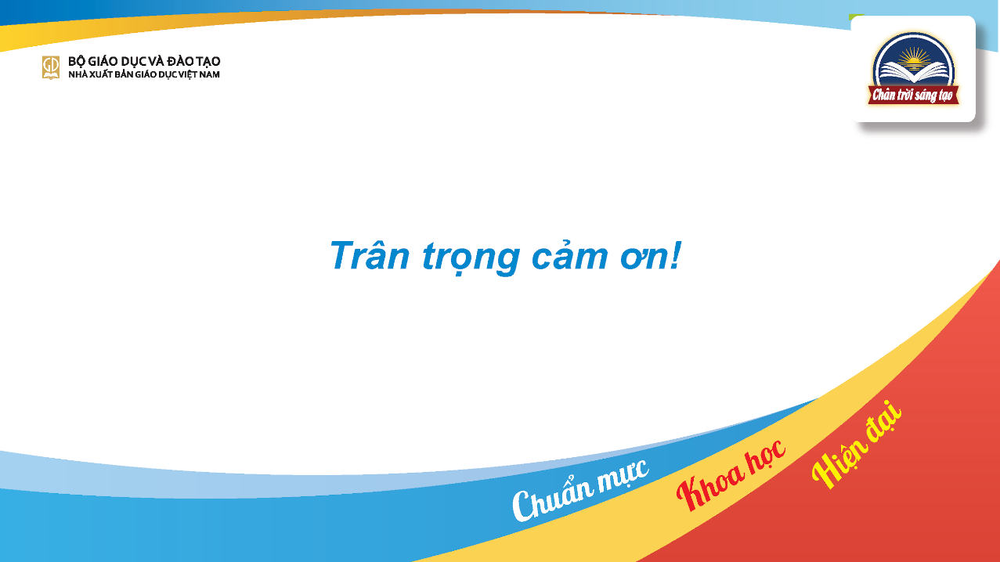 BỘ GIÁO DỤC VÀ ĐÀO TẠO
NHÀ XUẤT BẢN GIÁO DỤC VIỆT NAM
Chân trời sáng tạo
Trân trọng cảm ơn!
Chuẩn mực
Khoa học
Hiện đại